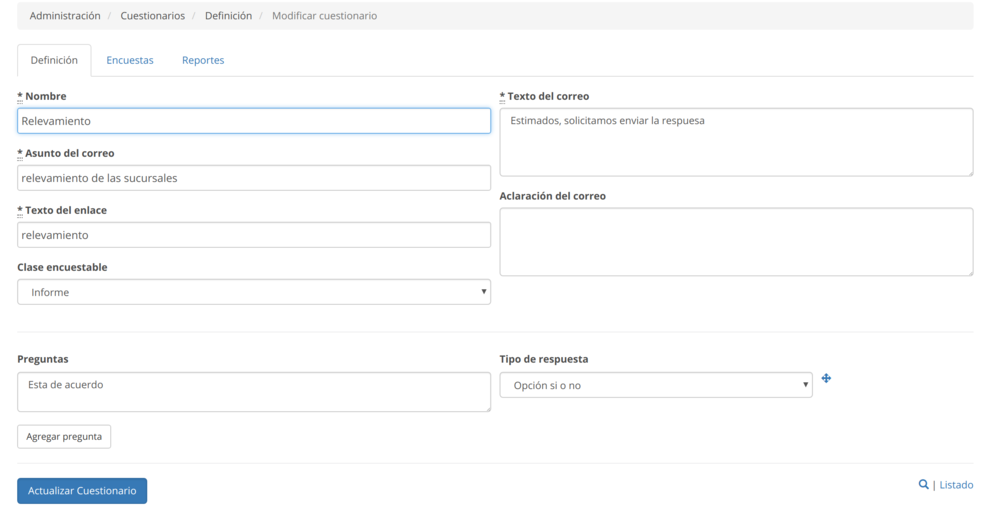 Administración / Cuestionarios / Definición / Modificar cuestionario
Definición Encuestas Reportes
* Nombre
Relevamiento
* Asunto del correo
relevamiento de las sucursales
* Texto del enlace
relevamiento
Clase encuestable
Informe
* Texto del correo
Estimados, solicitamos enviar la respuesa
Aclaración del correo
Preguntas
Esta de acuerdo
Tipo de respuesta
Opción si o no
Agregar pregunta
Actualizar Cuestionario
| Listado